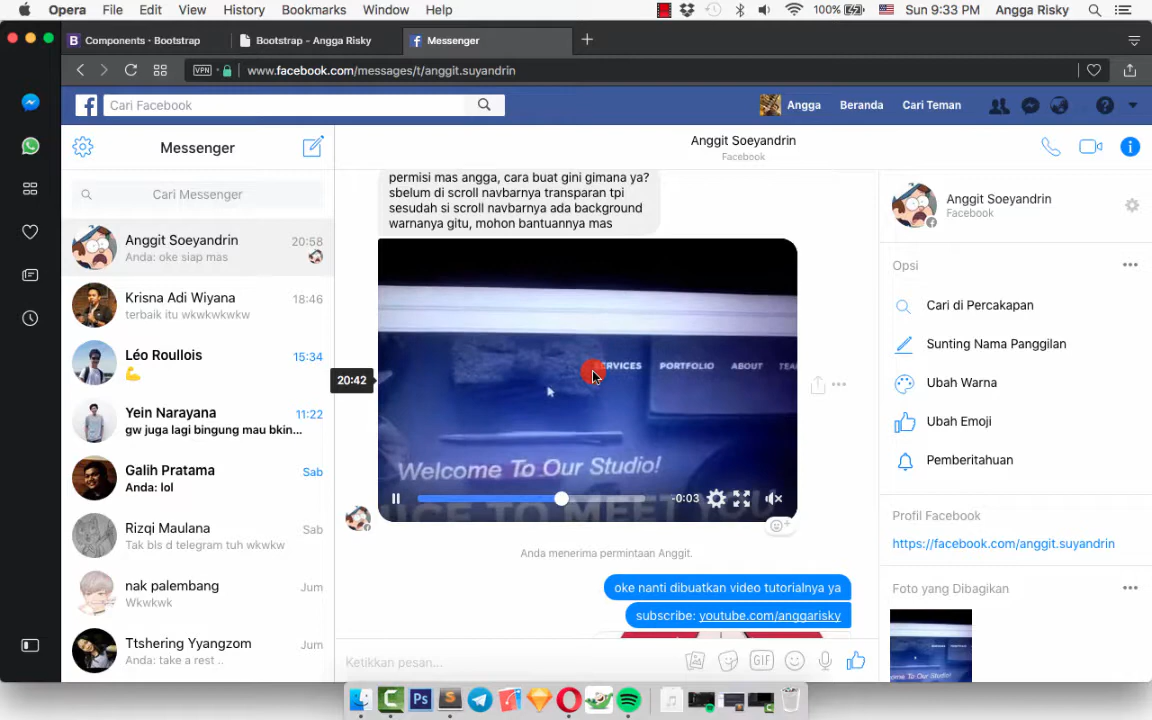 Opera File Edit View History Bookmarks Window Help 100% Sun 9:33 PM Angga Risky
Components · Bootstrap
Bootstrap - Angga Risky
Messenger
VPN www.facebook.com/messages/t/anggit.suyandrin
Cari Facebook
Angga Beranda Cari Teman
Messenger
Cari Messenger
Anggit Soeyandrin 20:58
Anda: oke siap mas
Krisna Adi Wiyana 18:46
terbaik itu wkwkwkwkwk
Léo Roullois 15:34
Yein Narayana 11:22
gw juga lagi bingung mau bkin...
Galih Pratama Sab
Anda: lol
Rizqi Maulana Sab
Tak bls d telegram tuh wkwkw
nak palembang Jum
Wkwkwk
Ttshering Yyangzom Jum
Anda: take a rest ..
Anggit Soeyandrin
Facebook
permisi mas angga, cara buat gini gimana ya?
sbelum di scroll navbarnya transparan tpi
sesudah si scroll navbarnya ada background
warnanya gitu, mohon bantuannya mas
20:42
PORTFOLIO ABOUT
Welcome To Our Studio!
-0:03
Anda menerima permintaan Anggit.
oke nanti dibuatkan video tutorialnya ya
subscribe: youtube.com/anggarisky
Ketikkan pesan...
GIF
Anggit Soeyandrin
Facebook
Opsi
Cari di Percakapan
Sunting Nama Panggilan
Ubah Warna
Ubah Emoji
Pemberitahuan
Profil Facebook
https://facebook.com/anggit.suyandrin
Foto yang Dibagikan
Ps